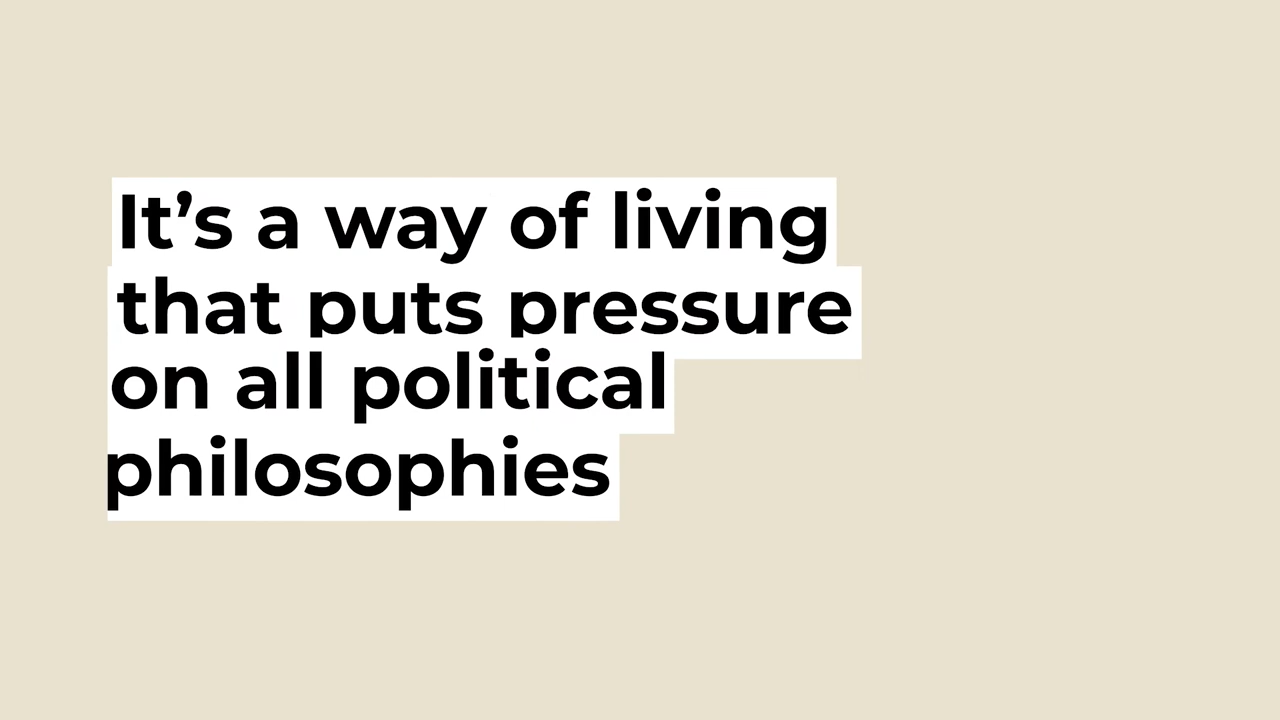 It’s a way of living
that puts pressure
on all political
philosophies